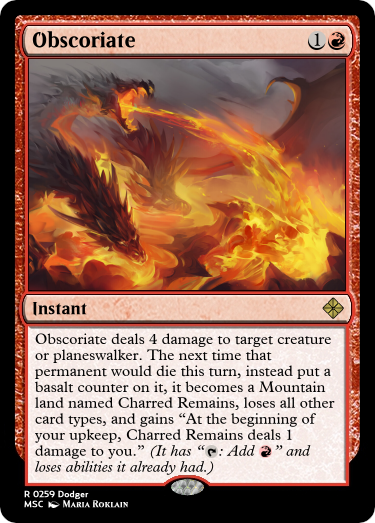 Obscoriate 1
Instant
Obscoriate deals 4 damage to target creature
or planeswalker. The next time that
permanent would die this turn, instead put a
basalt counter on it, it becomes a Mountain
land named Charred Remains, loses all other
card types, and gains “At the beginning of
your upkeep, Charred Remains deals 1
damage to you.” (It has “: Add ” and
loses abilities it already had.)
R 0259 Dodger
MSC Maria Roklain